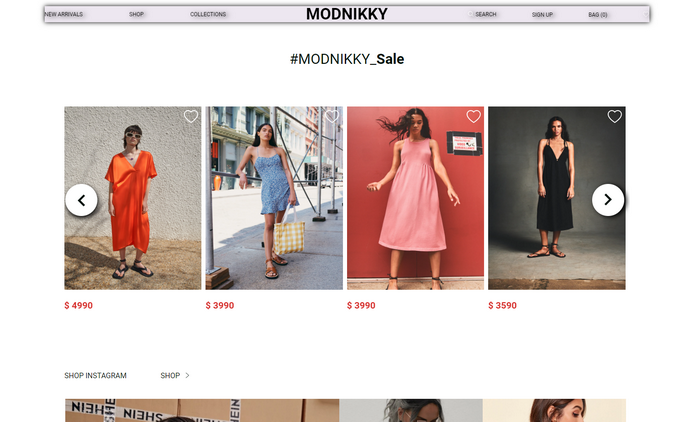 NEW ARRIVALS SHOP COLLECTIONS MODNIKKY SEARCH SIGN UP BAG (0)
#MODNIKKY_Sale
$ 4990 $ 3990 $ 3990 $ 3590
SHOP INSTAGRAM SHOP >
SHEIN SHEIN